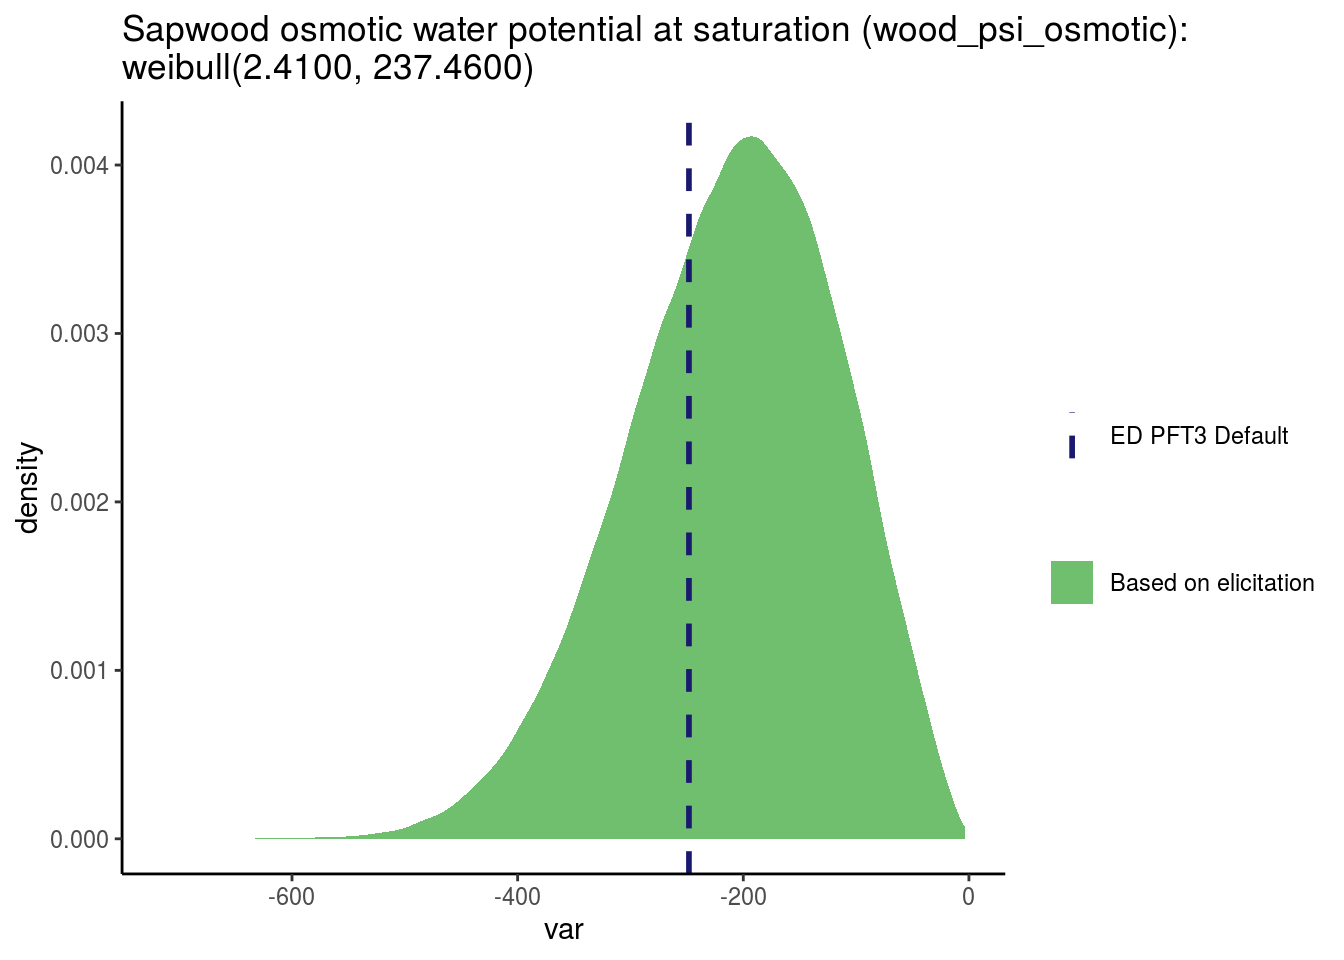 Sapwood osmotic water potential at saturation (wood_psi_osmotic):
weibull(2.4100, 237.4600)
0.004
0.003
0.002
0.001
0.000
density
-600
-400
-200
0
var
ED PFT3 Default
Based on elicitation